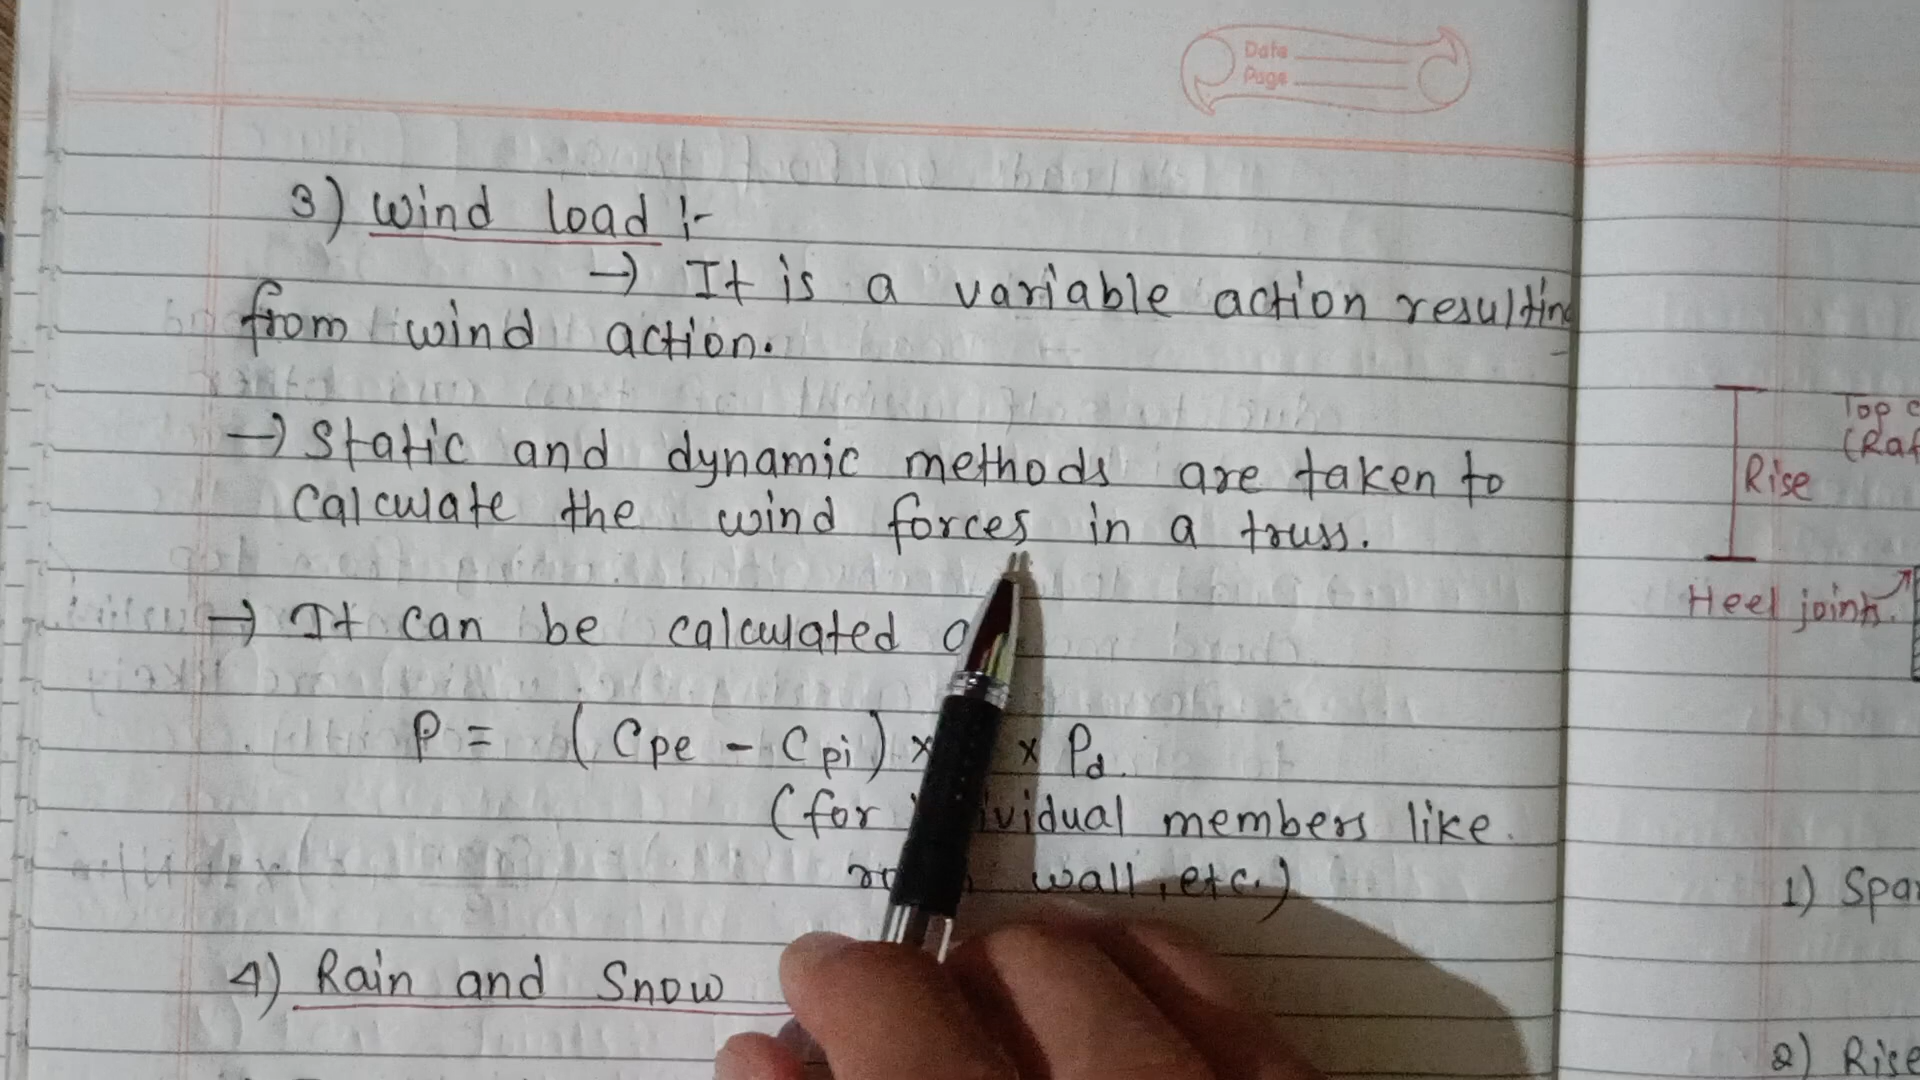 Date
Page
3) Wind load :-
→ It is a variable action resulting
from wind action.
→ Static and dynamic methods are taken to
calculate the wind forces in a truss.
→ It can be calculated
P = (Cpe - Cpi) × × Pd.
(for members like.
wall, etc.)
4) Rain and Snow
Top
Rise
Heel joint.
1)
2) Rise